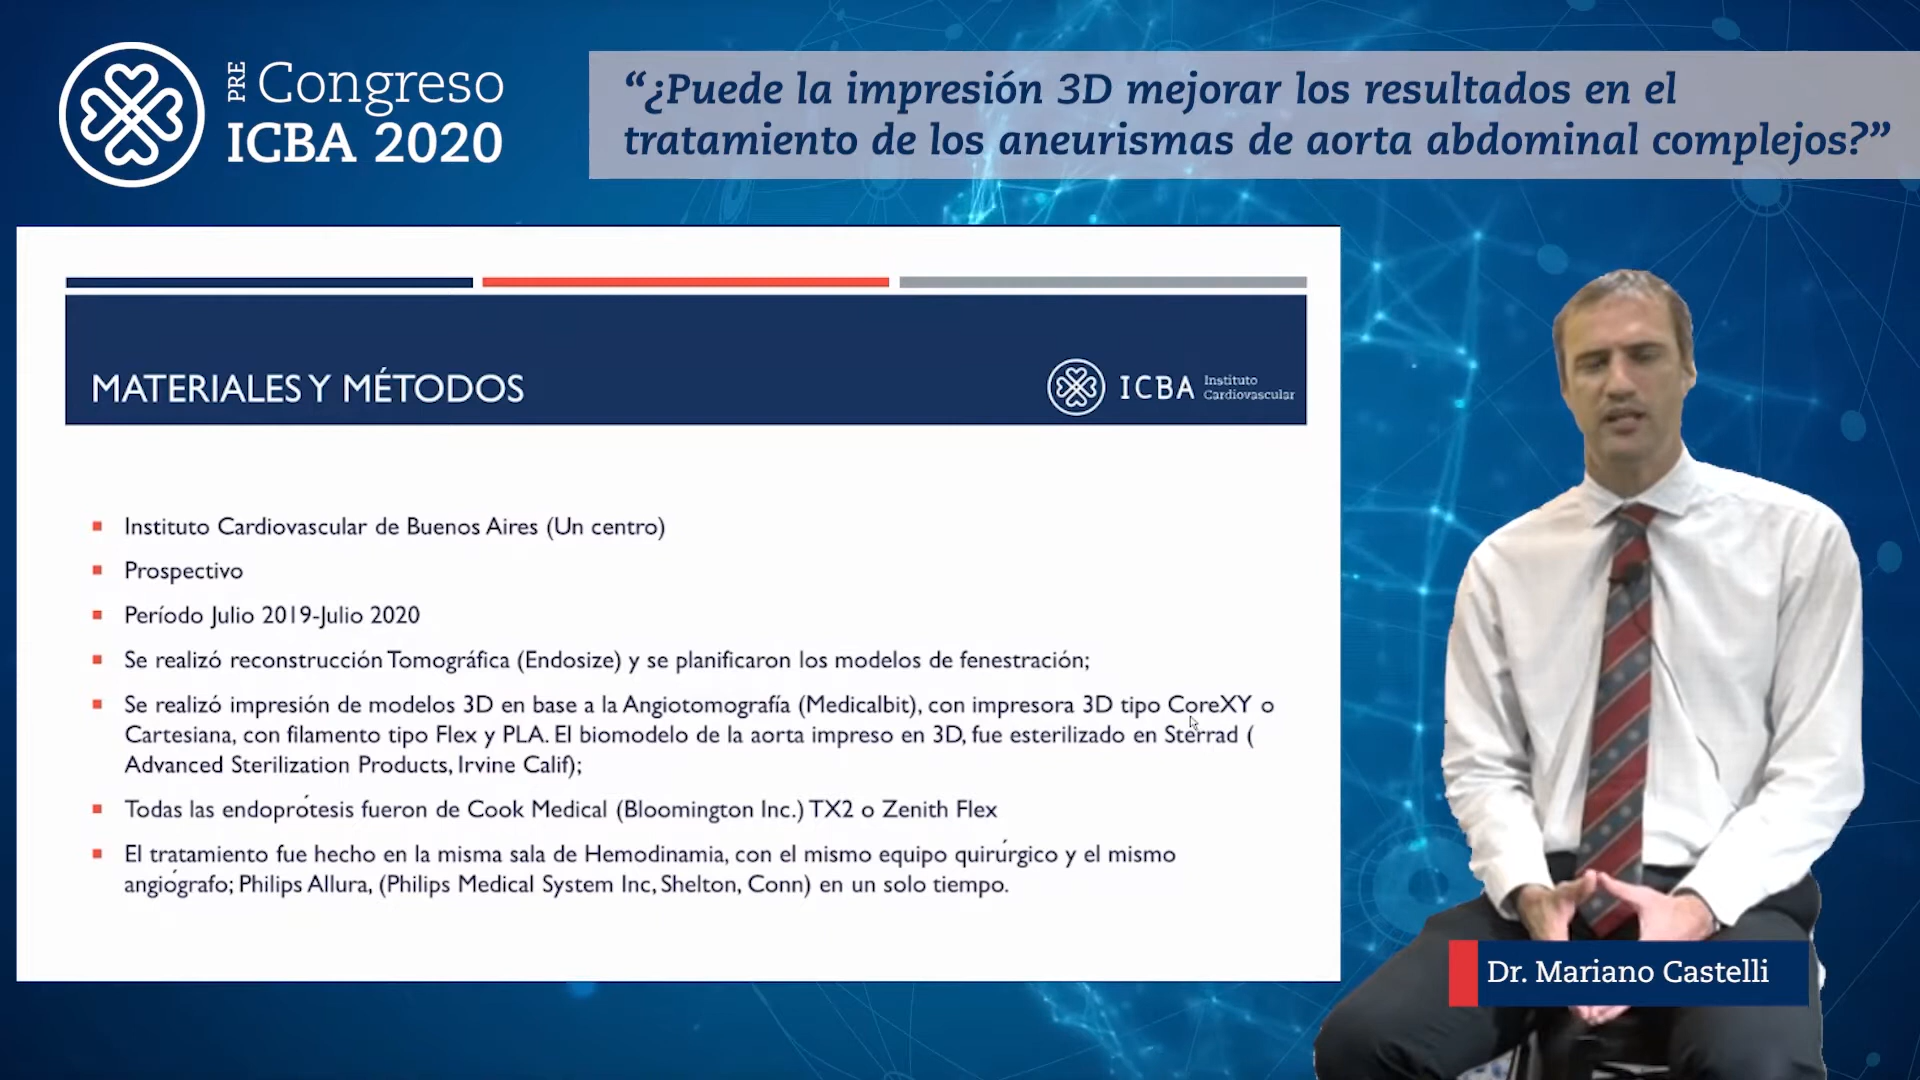 PRE Congreso
ICBA 2020
“¿Puede la impresión 3D mejorar los resultados en el
tratamiento de los aneurismas de aorta abdominal complejos?”
MATERIALES Y MÉTODOS
ICBA Instituto
Cardiovascular
Instituto Cardiovascular de Buenos Aires (Un centro)
Prospectivo
Período Julio 2019-Julio 2020
Se realizó reconstrucción Tomográfica (Endosize) y se planificaron los modelos de fenestración;
Se realizó impresión de modelos 3D en base a la Angiotomografía (Medicalbit), con impresora 3D tipo CoreXY o
Cartesiana, con filamento tipo Flex y PLA. El biomodelo de la aorta impreso en 3D, fue esterilizado en Sterrad (
Advanced Sterilization Products, Irvine Calif);
Todas las endoprótesis fueron de Cook Medical (Bloomington Inc.) TX2 o Zenith Flex
El tratamiento fue hecho en la misma sala de Hemodinamia, con el mismo equipo quirúrgico y el mismo
angiógrafo; Philips Allura, (Philips Medical System Inc, Shelton, Conn) en un solo tiempo.
Dr. Mariano Castelli